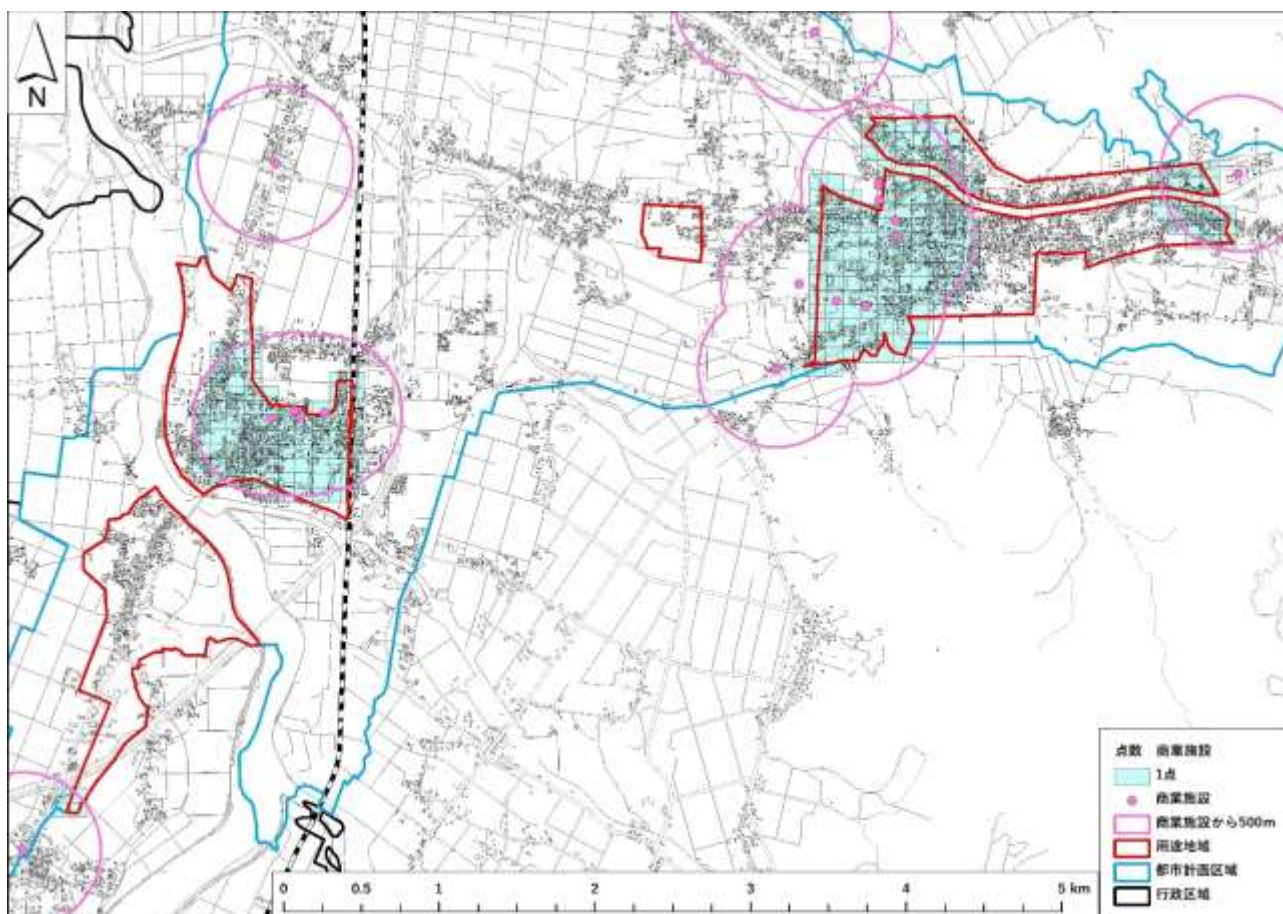 N
点数 商業施設
1点
商業施設
商業施設から500m
用途地域
都市計画区域
行政区域
0 0.5 1 2 3 4 5 km